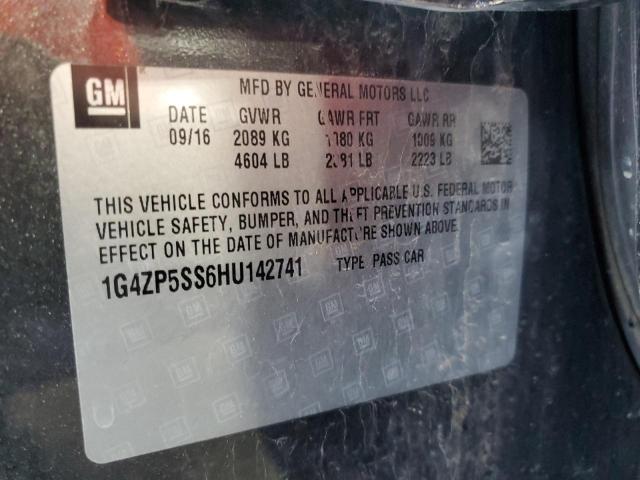 GM
MFD BY GENERAL MOTORS LLC
DATE GVWR GAWR FRT GAWR RR
09/16 2089 KG 1080 KG 1009 KG
4604 LB 2381 LB 2223 LB
THIS VEHICLE CONFORMS TO ALL APPLICABLE U.S. FEDERAL MOTOR
VEHICLE SAFETY, BUMPER, AND THEFT PREVENTION STANDARDS IN
EFFECT ON THE DATE OF MANUFACTURE SHOWN ABOVE.
1G4ZP5SS6HU142741 TYPE PASS CAR